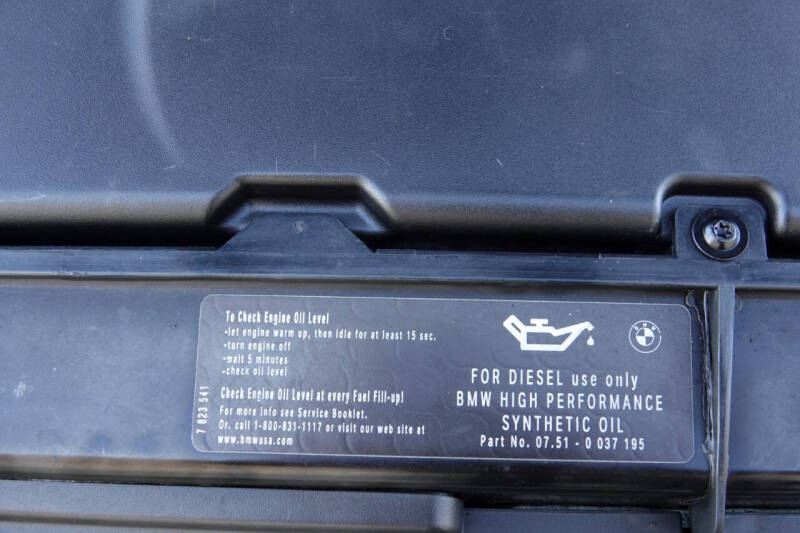 To Check Engine Oil Level
-let engine warm up, then idle for at least 15 sec.
-turn engine off
-wait 5 minutes
-check oil level
Check Engine Oil Level at every Fuel Fill-up!
For more info see Service Booklet.
Or. call 1-800-831-1117 or visit our web site at
www.bmwusa.com
7 823 541
BMW
FOR DIESEL use only
BMW HIGH PERFORMANCE
SYNTHETIC OIL
Part No. 07.51 - 0 037 195